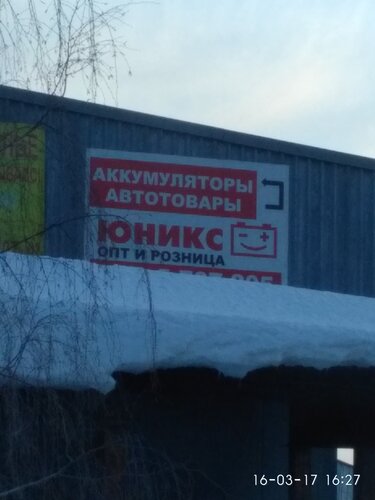 АККУМУЛЯТОРЫ
АВТОТОВАРЫ
ЮНИКС
ОПТ И РОЗНИЦА
16-03-17 16:27